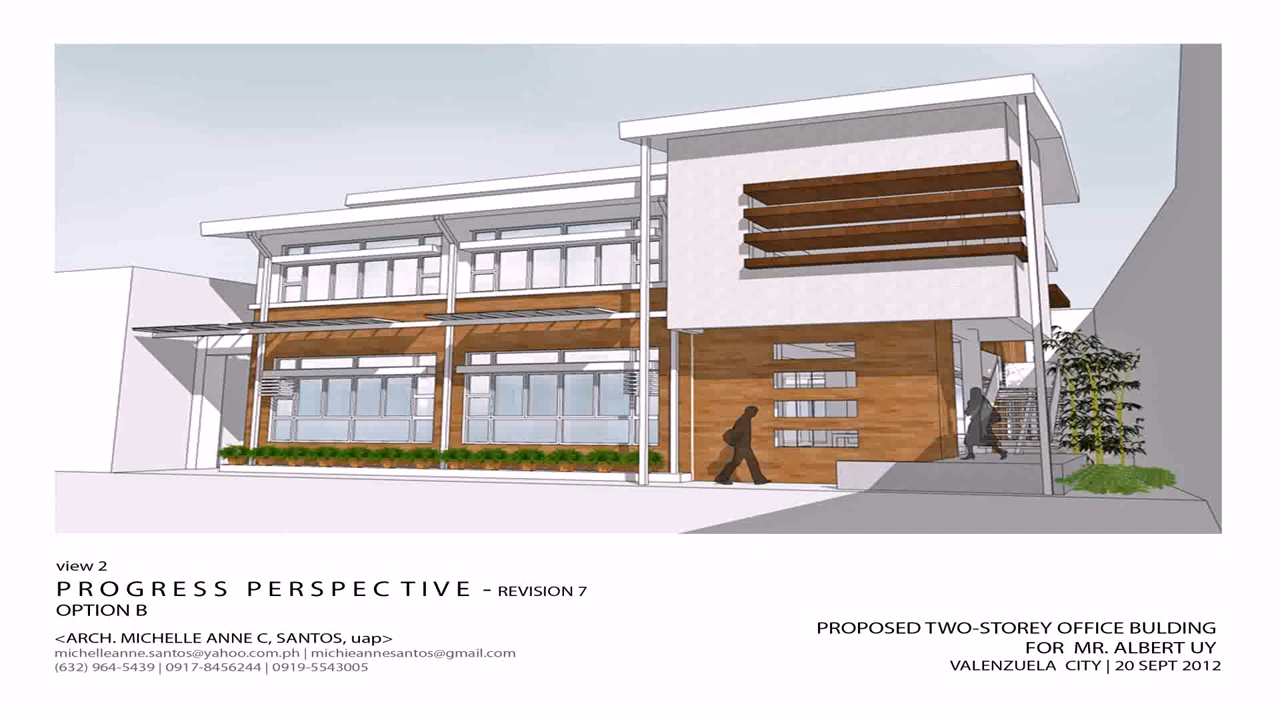 view 2
PROGRESS PERSPECTIVE - REVISION 7
OPTION B
<ARCH. MICHELLE ANNE C, SANTOS, uap>
michelleanne.santos@yahoo.com.ph | michieannesantos@gmail.com
(632) 964-5439 | 0917-8456244 | 0919-5543005
PROPOSED TWO-STOREY OFFICE BULDING
FOR MR. ALBERT UY
VALENZUELA CITY | 20 SEPT 2012